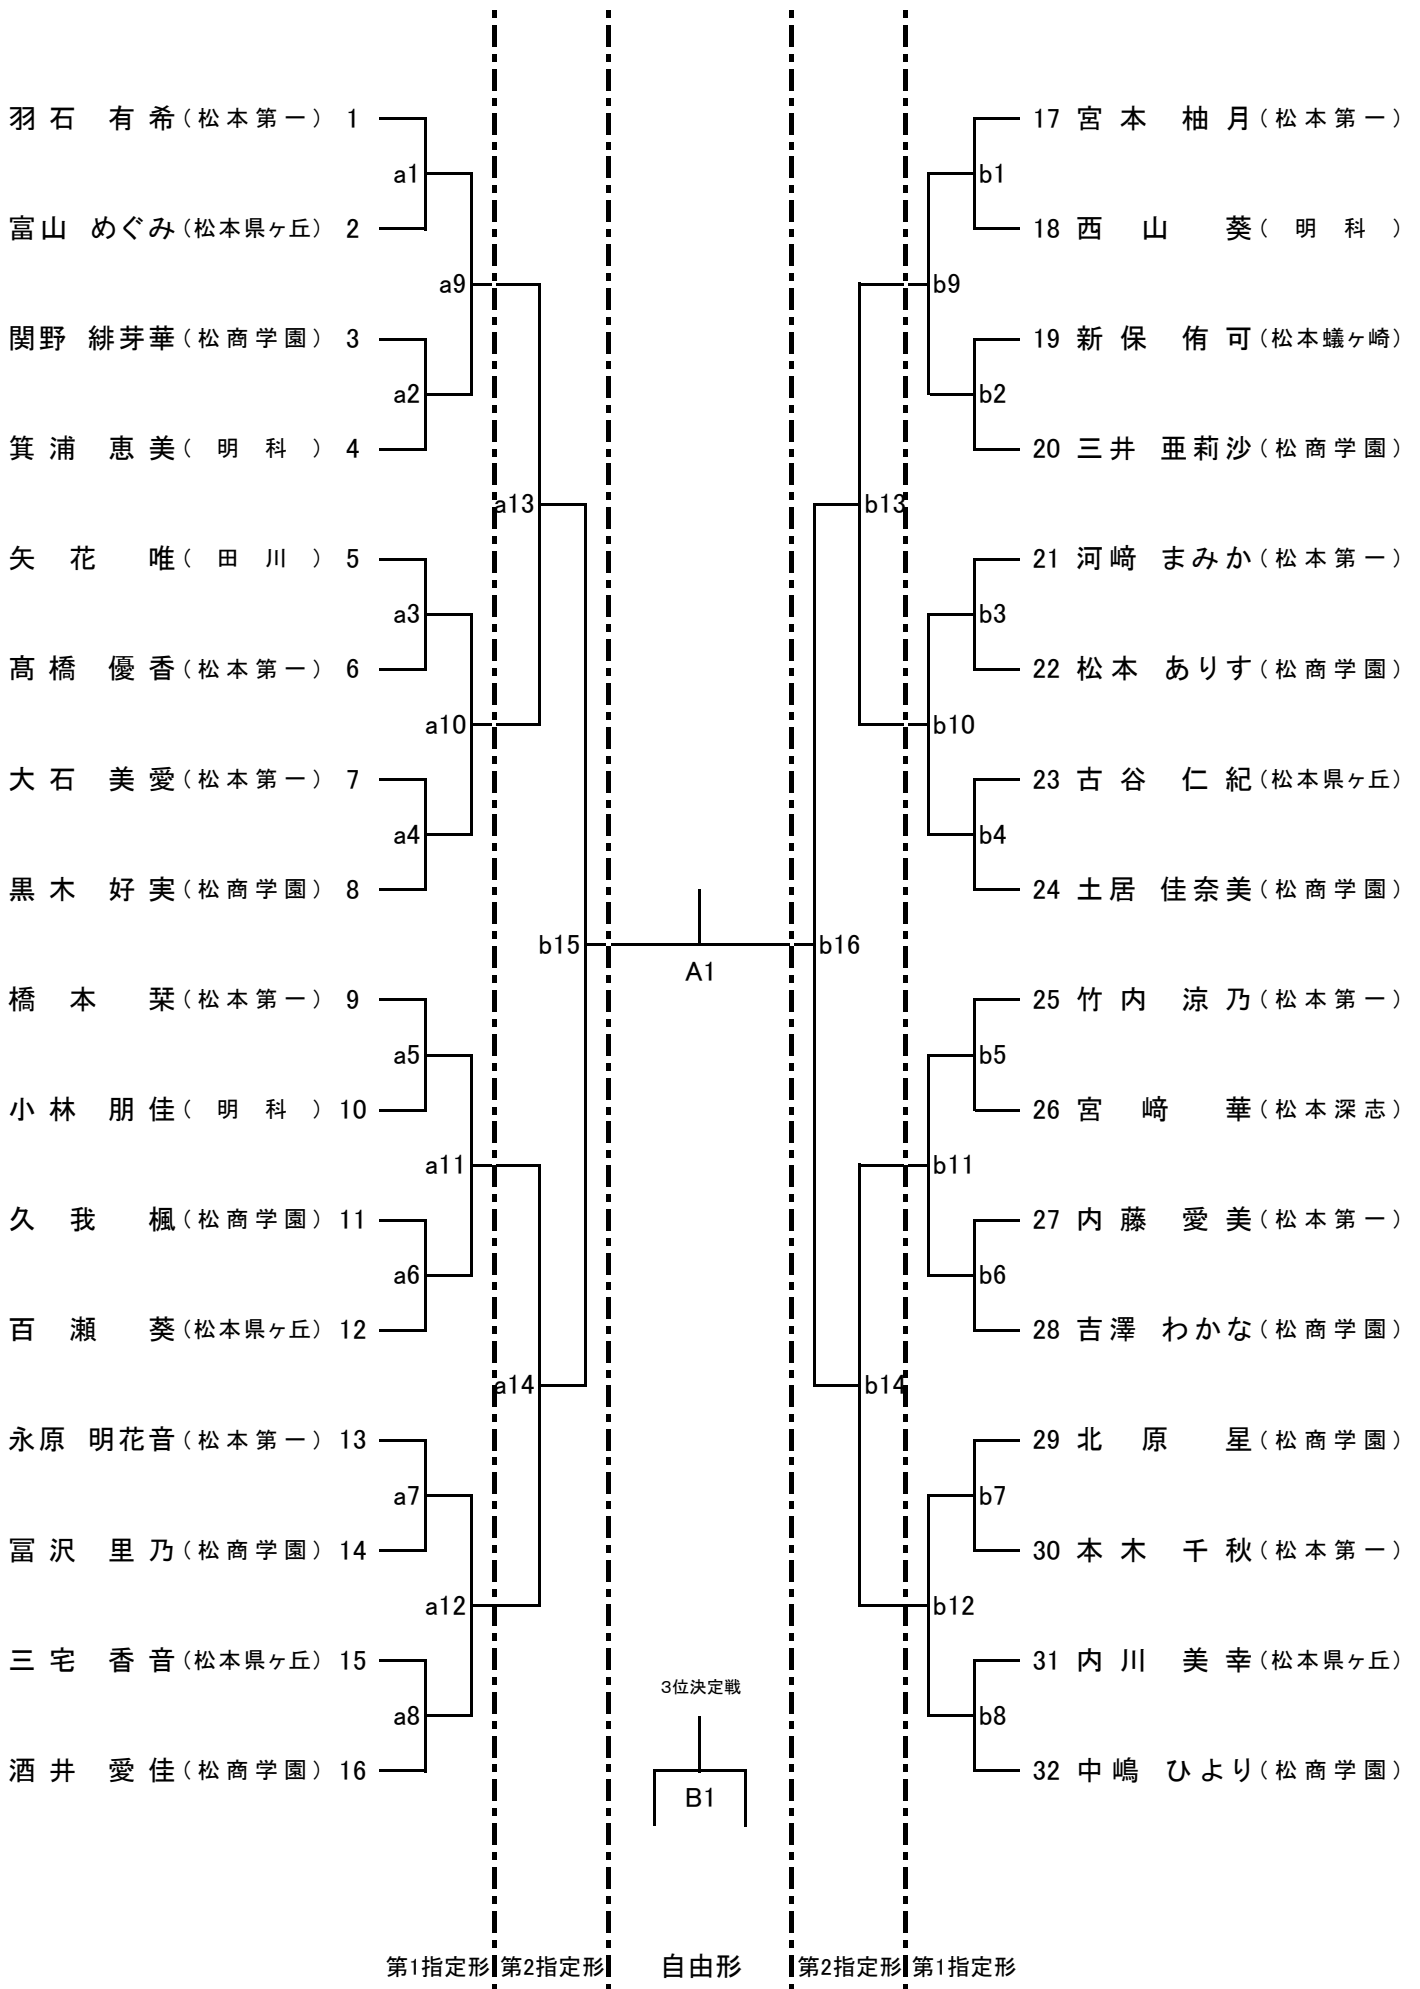 羽石 有希（松本第一） 1
a1
富山 めぐみ（松本県ヶ丘） 2
a9
関野 緋芽華（松商学園） 3
a2
箕浦 恵美（明科） 4
a13
矢花 唯（田川） 5
a3
髙橋 優香（松本第一） 6
a10
大石 美愛（松本第一） 7
a4
黒木 好実（松商学園） 8
b15
橋本 栞（松本第一） 9
a5
小林 朋佳（明科） 10
a11
久我 楓（松商学園） 11
a6
百瀬 葵（松本県ヶ丘） 12
a14
永原 明花音（松本第一） 13
a7
冨沢 里乃（松商学園） 14
a12
三宅 香音（松本県ヶ丘） 15
a8
酒井 愛佳（松商学園） 16
A1
3位決定戦
B1
17 宮本 柚月（松本第一）
b1
18 西山 葵（明科）
b9
19 新保 侑可（松本蟻ヶ崎）
b2
20 三井 亜莉沙（松商学園）
b13
21 河﨑 まみか（松本第一）
b3
22 松本 ありす（松商学園）
b10
23 古谷 仁紀（松本県ヶ丘）
b4
24 土居 佳奈美（松商学園）
b16
25 竹内 涼乃（松本第一）
b5
26 宮﨑 華（松本深志）
b11
27 内藤 愛美（松本第一）
b6
28 吉澤 わかな（松商学園）
b14
29 北原 星（松商学園）
b7
30 本木 千秋（松本第一）
b12
31 内川 美幸（松本県ヶ丘）
b8
32 中嶋 ひより（松商学園）
第1指定形 第2指定形 自由形 第2指定形 第1指定形